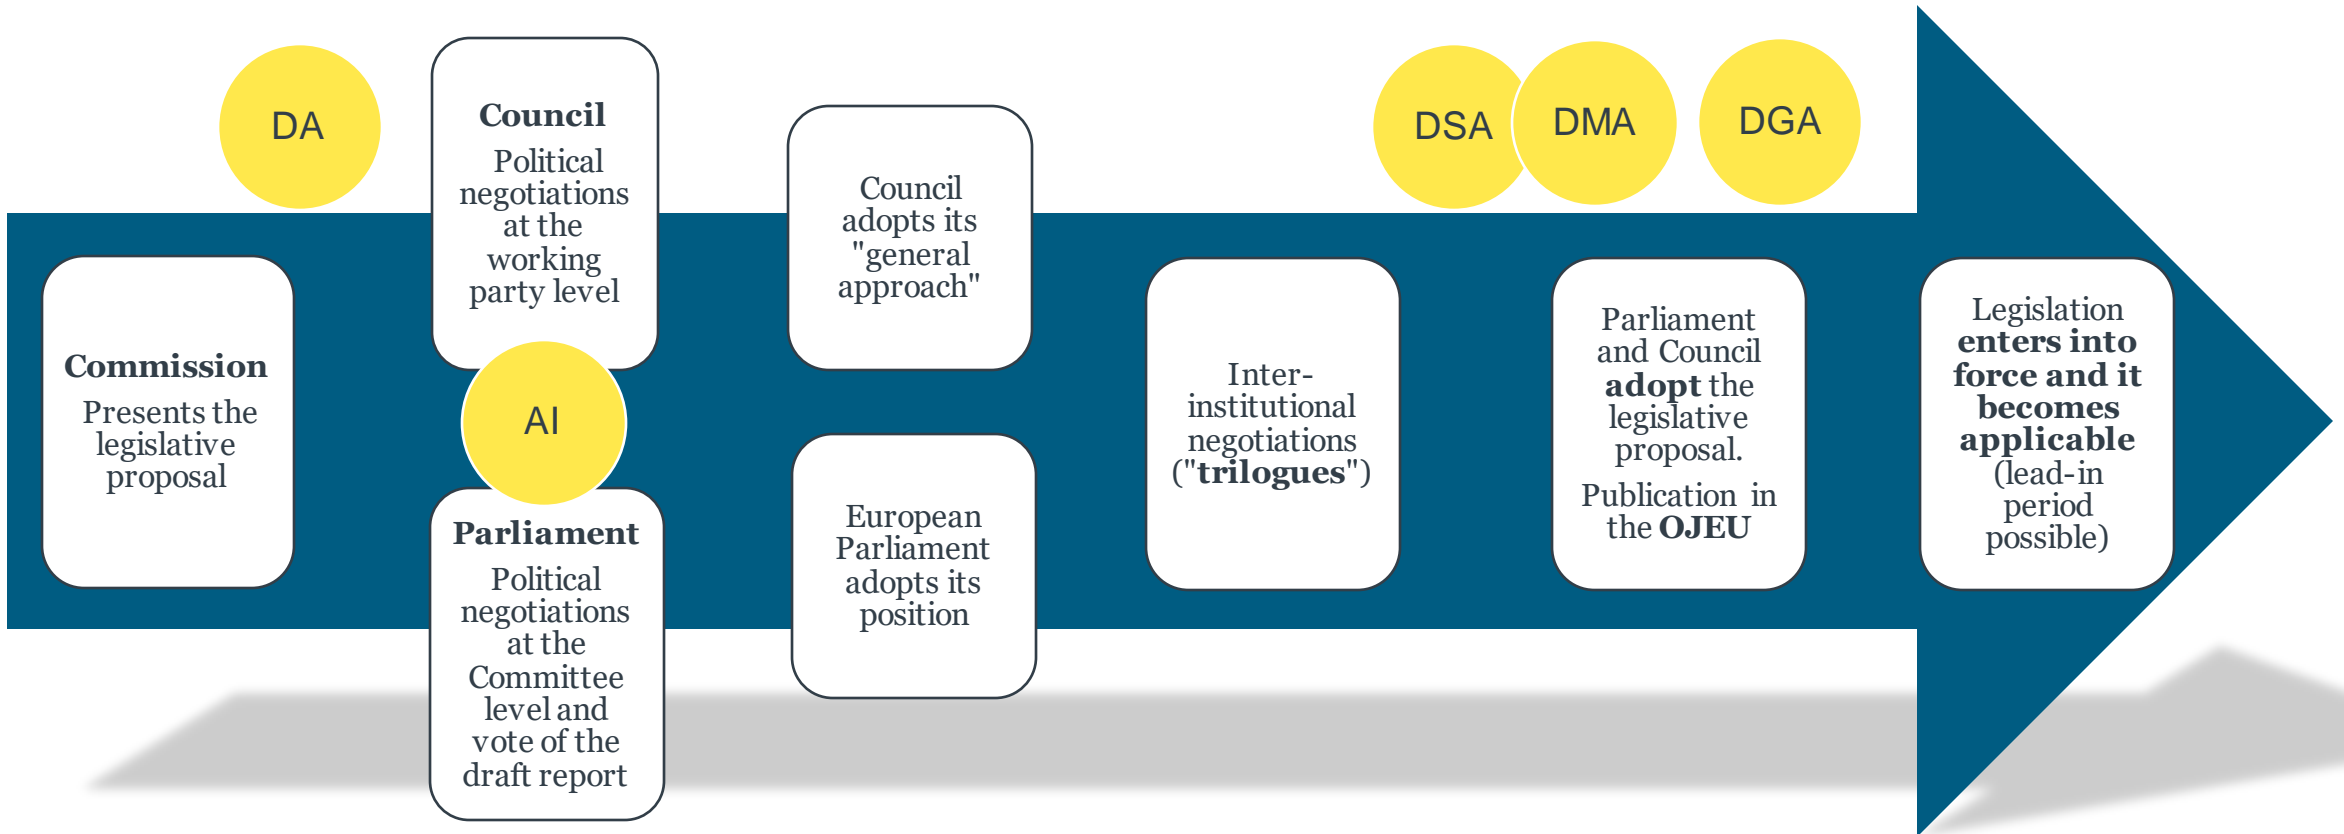 DA
Commission
Presents the
legislative
proposal
Council
Political
negotiations
at the
working
party level
AI
Parliament
Political
negotiations
at the
Committee
level and
vote of the
draft report
Council
adopts its
"general
approach"
European
Parliament
adopts its
position
Inter-
institutional
negotiations
("trilogues")
DSA
DMA
DGA
Parliament
and Council
adopt the
legislative
proposal.
Publication in
the OJEU
Legislation
enters into
force and it
becomes
applicable
(lead-in
period
possible)